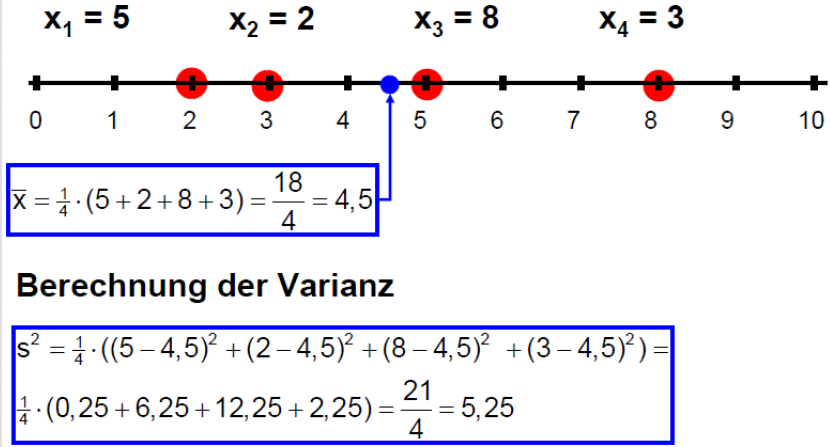 x₁ = 5 x₂ = 2 x₃ = 8 x₄ = 3
0 1 2 3 4 5 6 7 8 9 10
x̅ = ¼ · (5 + 2 + 8 + 3) = 18/4 = 4,5
Berechnung der Varianz
s² = ¼ · ((5 − 4,5)² + (2 − 4,5)² + (8 − 4,5)² + (3 − 4,5)²) =
¼ · (0,25 + 6,25 + 12,25 + 2,25) = 21/4 = 5,25